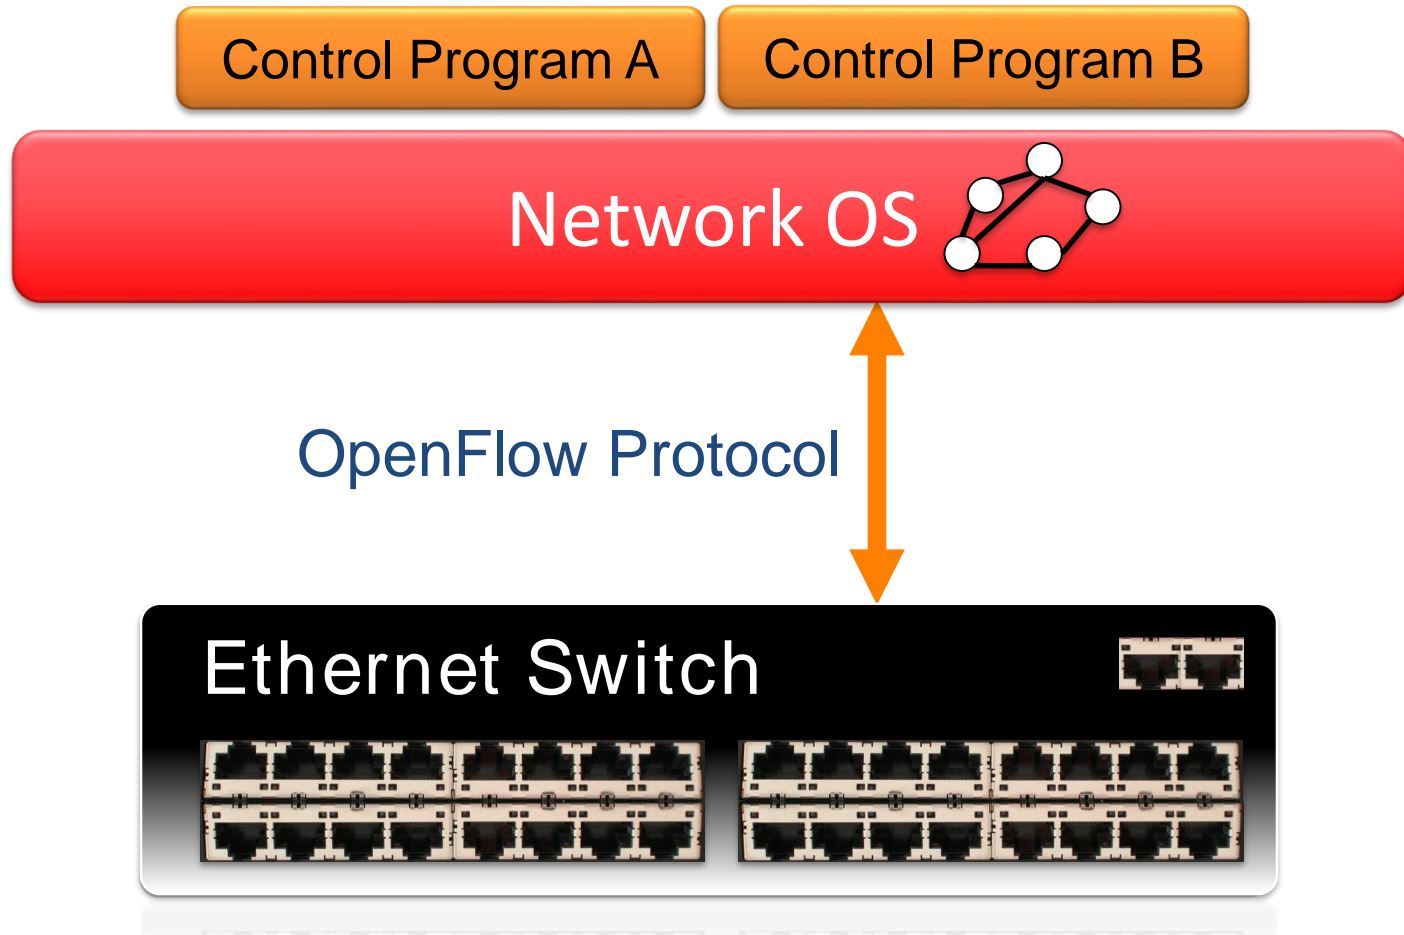 Control Program A
Control Program B
Network OS
OpenFlow Protocol
Ethernet Switch